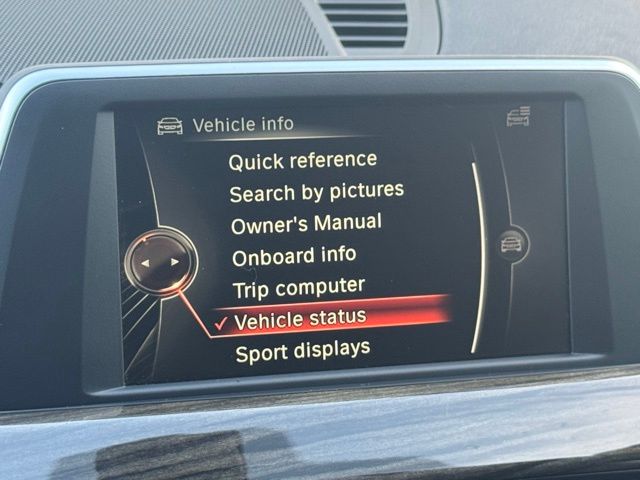 Vehicle info
Quick reference
Search by pictures
Owner's Manual
Onboard info
Trip computer
Vehicle status
Sport displays